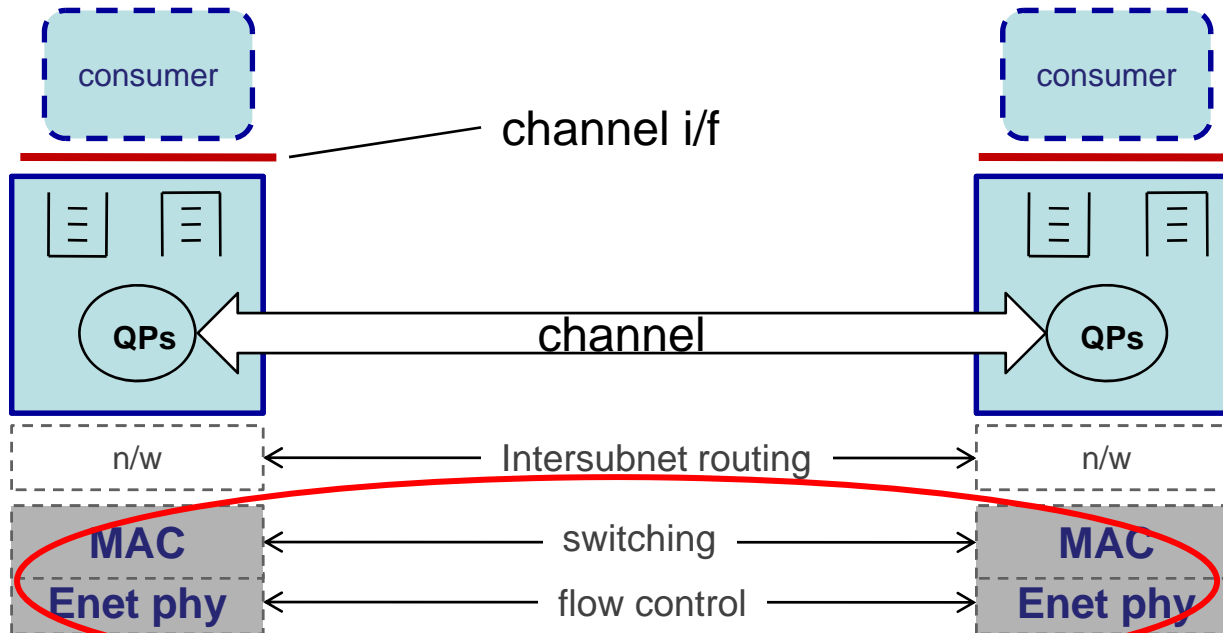 consumer
consumer
channel i/f
QPs
channel
QPs
n/w
Intersubnet routing
n/w
MAC
switching
MAC
Enet phy
flow control
Enet phy